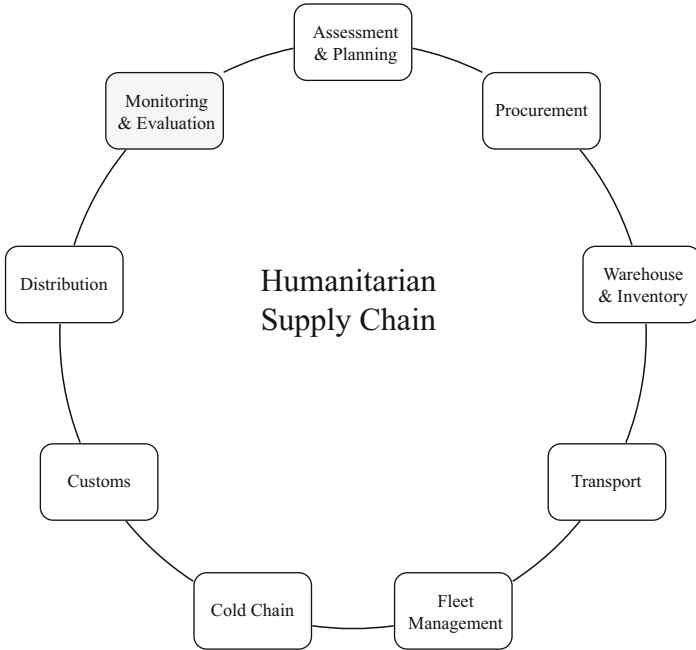 Assessment
& Planning
Procurement
Warehouse
& Inventory
Transport
Fleet
Management
Cold Chain
Customs
Distribution
Monitoring
& Evaluation
Humanitarian
Supply Chain